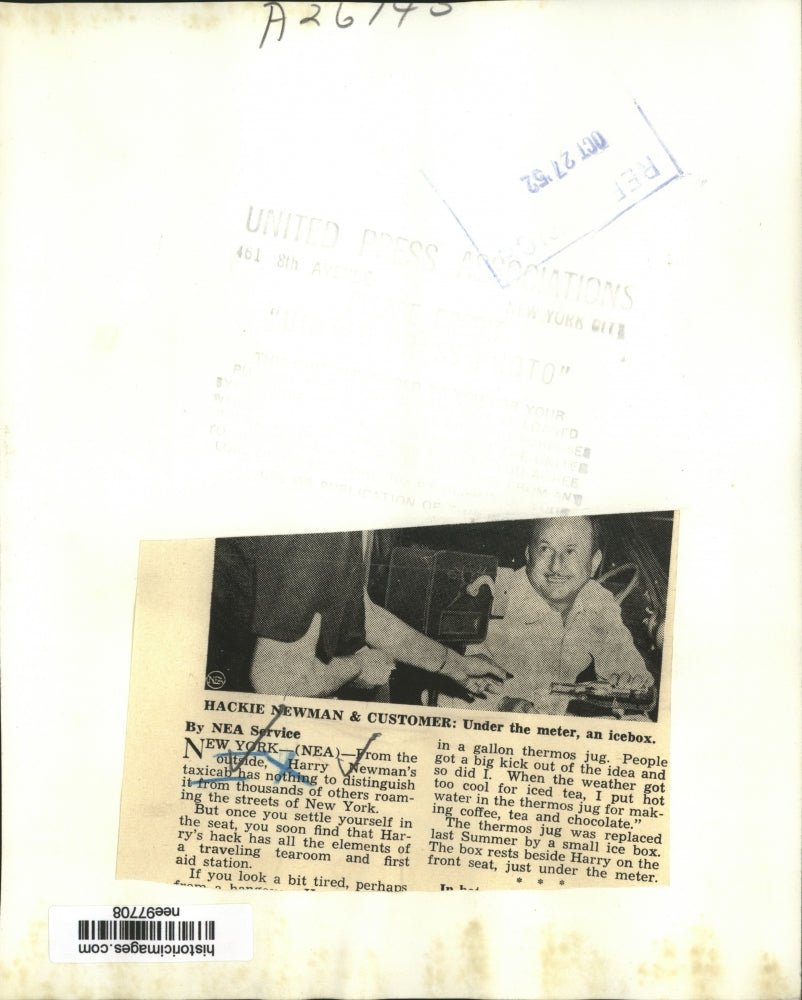 A26745
OCT 27 '52
REF
UNITED PRESS ASSOCIATIONS
461 8th AVENUE
NEW YORK CITY
PHOTO"
YOUR
PUBLICATION OF
NEA
HACKIE NEWMAN & CUSTOMER: Under the meter, an icebox.
By NEA Service
NEW YORK—(NEA)—From the
outside, Harry Newman's
taxicab has nothing to distinguish
it from thousands of others roam-
ing the streets of New York.
But once you settle yourself in
the seat, you soon find that Har-
ry's hack has all the elements of
a traveling tearoom and first
aid station.
If you look a bit tired, perhaps
from a hangover
in a gallon thermos jug. People
got a big kick out of the idea and
so did I. When the weather got
too cool for iced tea, I put hot
water in the thermos jug for mak-
ing coffee, tea and chocolate."
The thermos jug was replaced
last Summer by a small ice box.
The box rests beside Harry on the
front seat, just under the meter.
* * *
historicimages.com
nee97708